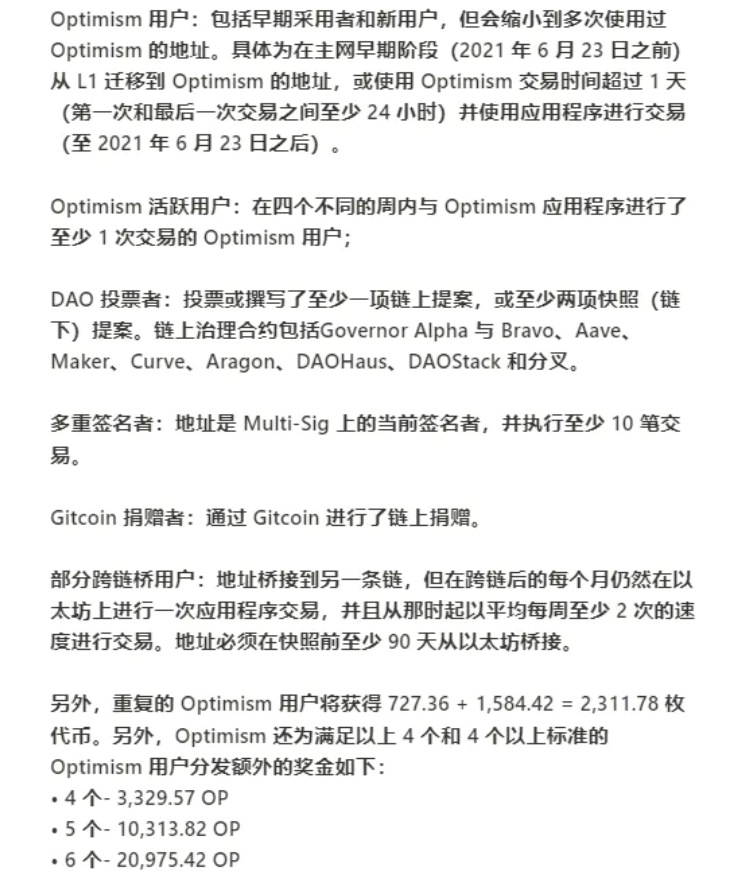 Optimism 用户：包括早期采用者和新用户，但会缩小到多次使用过
Optimism 的地址。具体为在主网早期阶段（2021 年 6 月 23 日之前）
从 L1 迁移到 Optimism 的地址，或使用 Optimism 交易时间超过 1 天
（第一次和最后一次交易之间至少 24 小时）并使用应用程序进行交易
（至 2021 年 6 月 23 日之后）。
Optimism 活跃用户：在四个不同的周内与 Optimism 应用程序进行了
至少 1 次交易的 Optimism 用户；
DAO 投票者：投票或撰写了至少一项链上提案，或至少两项快照（链
下）提案。链上治理合约包括Governor Alpha 与 Bravo、Aave、
Maker、Curve、Aragon、DAOHaus、DAOStack 和分叉。
多重签名者：地址是 Multi-Sig 上的当前签名者，并执行至少 10 笔交
易。
Gitcoin 捐赠者：通过 Gitcoin 进行了链上捐赠。
部分跨链桥用户：地址桥接到另一条链，但在跨链后的每个月仍然在以
太坊上进行一次应用程序交易，并且从那时起以平均每周至少 2 次的速
度进行交易。地址必须在快照前至少 90 天从以太坊桥接。
另外，重复的 Optimism 用户将获得 727.36 + 1,584.42 = 2,311.78 枚
代币。另外，Optimism 还为满足以上 4 个和 4 个以上标准的
Optimism 用户分发额外的奖金如下：
• 4 个- 3,329.57 OP
• 5 个- 10,313.82 OP
• 6 个- 20,975.42 OP